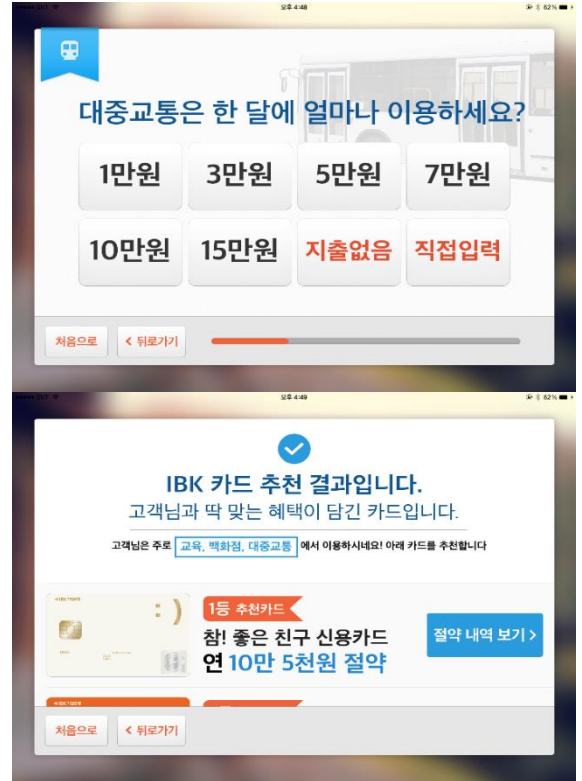 오후 4:48
62%
대중교통은 한 달에 얼마나 이용하세요?
1만원 3만원 5만원 7만원
10만원 15만원 지출없음 직접입력
처음으로 < 뒤로가기
오후 4:49
62%
IBK 카드 추천 결과입니다.
고객님과 딱 맞는 혜택이 담긴 카드입니다.
고객님은 주로 교육, 백화점, 대중교통 에서 이용하시네요! 아래 카드를 추천합니다
1등 추천카드
참! 좋은 친구 신용카드
연 10만 5천원 절약
절약 내역 보기 >
처음으로 < 뒤로가기